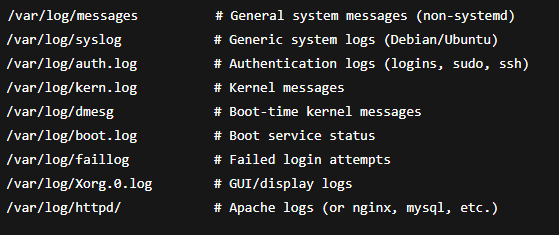 /var/log/messages # General system messages (non-systemd)
/var/log/syslog # Generic system logs (Debian/Ubuntu)
/var/log/auth.log # Authentication logs (logins, sudo, ssh)
/var/log/kern.log # Kernel messages
/var/log/dmesg # Boot-time kernel messages
/var/log/boot.log # Boot service status
/var/log/faillog # Failed login attempts
/var/log/Xorg.0.log # GUI/display logs
/var/log/httpd/ # Apache logs (or nginx, mysql, etc.)